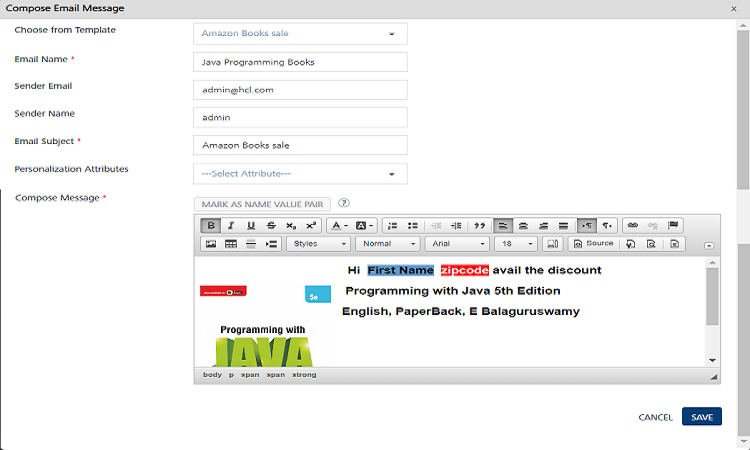 Compose Email Message ×
Choose from Template Amazon Books sale
Email Name * Java Programming Books
Sender Email admin@hcl.com
Sender Name admin
Email Subject * Amazon Books sale
Personalization Attributes ---Select Attribute---
Compose Message * MARK AS NAME VALUE PAIR ?
B I U S x₂ x² A A
Styles Normal Arial 18 Source
Hi First Name zipcode avail the discount
Programming with Java 5th Edition
English, PaperBack, E Balaguruswamy
5e
Programming with
JAVA
body p span span strong
CANCEL SAVE